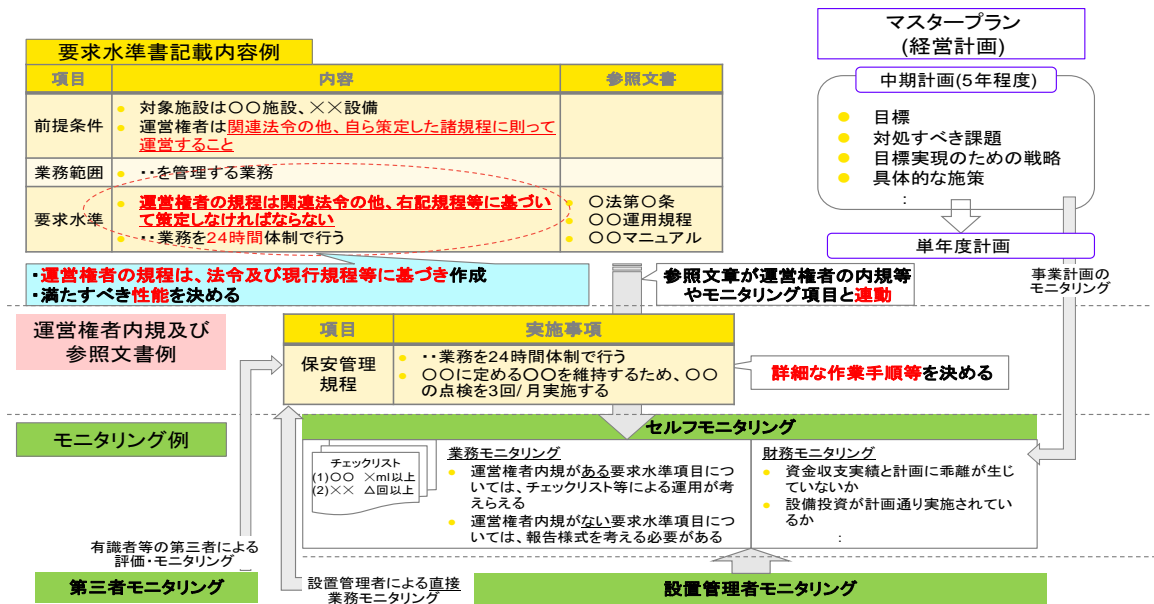 マスタープラン
(経営計画)
中期計画(5年程度)
目標
対処すべき課題
目標実現のための戦略
具体的な施策
:
単年度計画
事業計画の
モニタリング
要求水準書記載内容例
項目 内容 参照文書
前提条件
対象施設は〇〇施設、××設備
運営権者は関連法令の他、自ら策定した諸規程に則って
運営すること
業務範囲
・・を管理する業務
要求水準
運営権者の規程は関連法令の他、右記規程等に基づい
て策定しなければならない
・・業務を24時間体制で行う
〇法第〇条
〇〇運用規程
〇〇マニュアル
・運営権者の規程は、法令及び現行規程等に基づき作成
・満たすべき性能を決める
参照文章が運営権者の内規等
やモニタリング項目と連動
運営権者内規及び
参照文書例
項目 実施事項
保安管理
規程
・・業務を24時間体制で行う
〇〇に定める〇〇を維持するため、〇〇
の点検を3回/月実施する
詳細な作業手順等を決める
モニタリング例
セルフモニタリング
チェックリスト
(1)〇〇 ×ml以上
(2)×× △回以上
業務モニタリング
運営権者内規がある要求水準項目につ
いては、チェックリスト等による運用が考
えらえる
運営権者内規がない要求水準項目につ
いては、報告様式を考える必要がある
財務モニタリング
資金収支実績と計画に乖離が生じ
ていないか
設備投資が計画通り実施されてい
るか
:
有識者等の第三者による
評価・モニタリング
第三者モニタリング
設置管理者による直接
業務モニタリング
設置管理者モニタリング